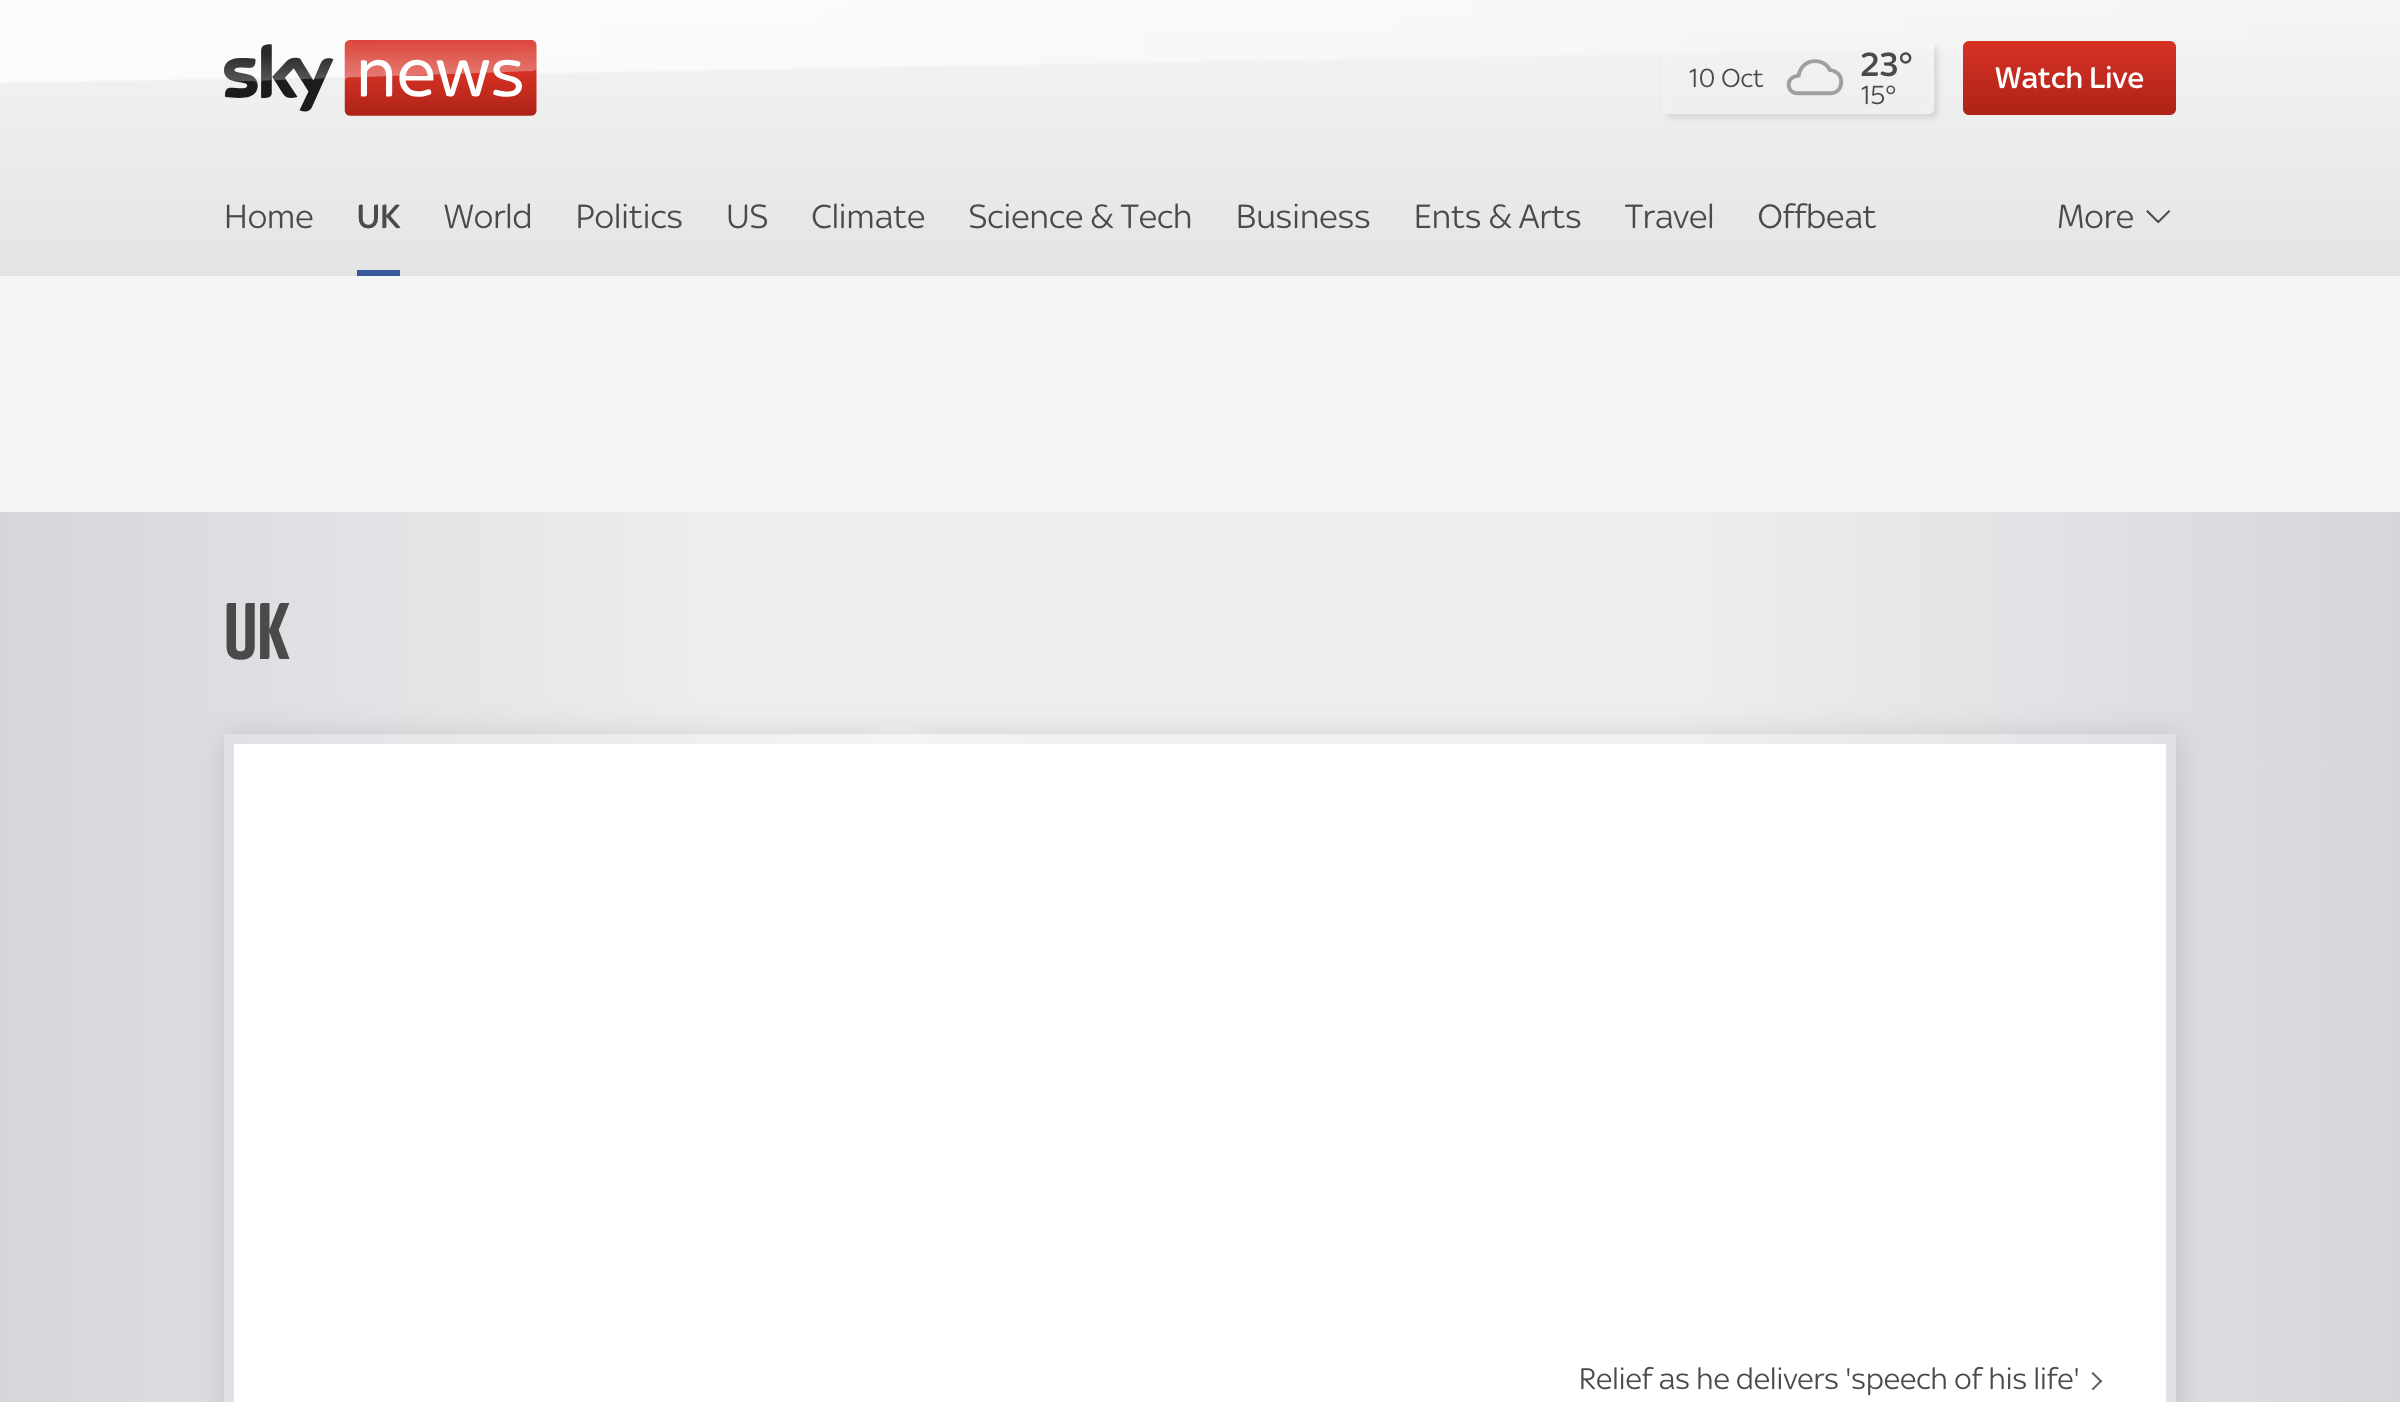 sky news
10 Oct
23°
15°
Watch Live
Home UK World Politics US Climate Science & Tech Business Ents & Arts Travel Offbeat More
UK
Relief as he delivers 'speech of his life'